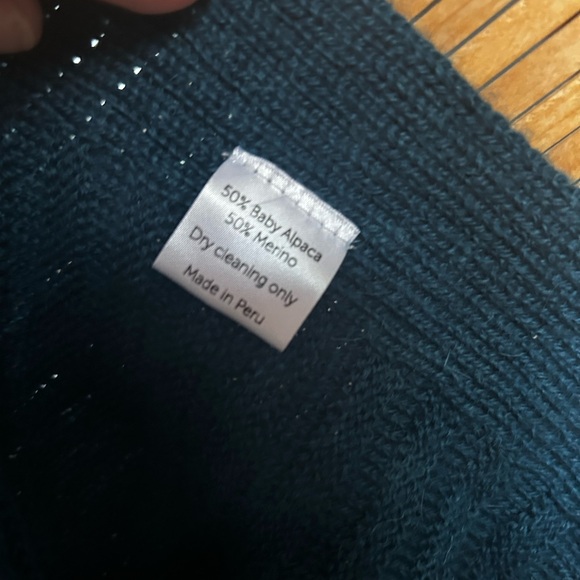 50% Baby Alpaca
50% Merino
Dry cleaning only
Made in Peru